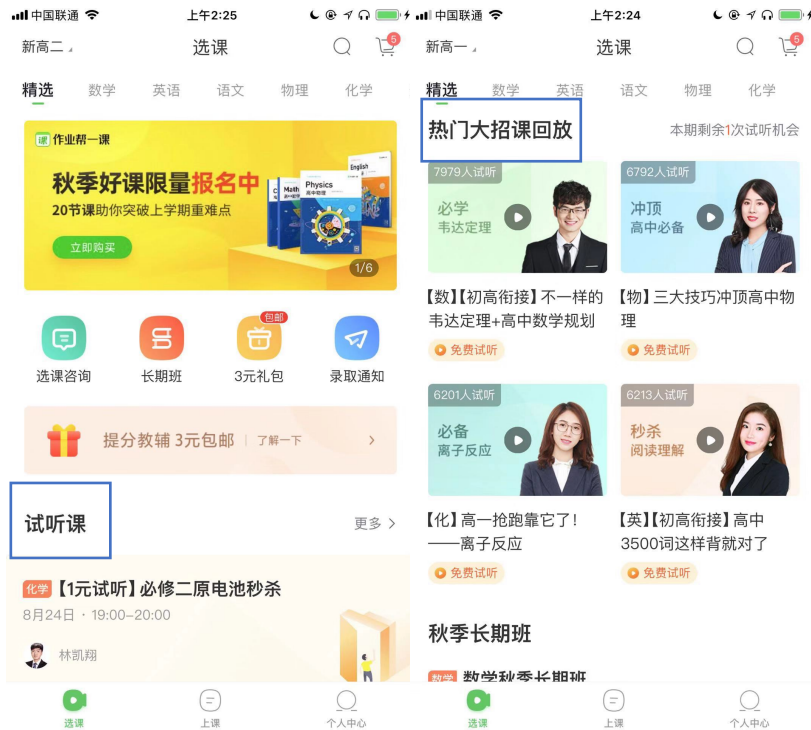 中国联通
上午2:25
新高二
选课
5
精选
数学
英语
语文
物理
化学
课 作业帮一课
秋季好课限量报名中
20节课助你突破上学期重难点
立即购买
Math
Physics
高中物理
English
1/6
包邮
选课咨询
长期班
3元礼包
录取通知
提分教辅 3元包邮
了解一下
试听课
更多
化学【1元试听】必修二原电池秒杀
8月24日 · 19:00–20:00
林凯翔
选课
上课
个人中心
中国联通
上午2:24
新高一
选课
5
精选
数学
英语
语文
物理
化学
热门大招课回放
本期剩余1次试听机会
7979人试听
必学
韦达定理
6792人试听
冲顶
高中必备
【数】【初高衔接】不一样的
韦达定理+高中数学规划
免费试听
【物】三大技巧冲顶高中物
理
免费试听
6201人试听
必备
离子反应
6213人试听
秒杀
阅读理解
【化】高一抢跑靠它了！
——离子反应
免费试听
【英】【初高衔接】高中
3500词这样背就对了
免费试听
秋季长期班
数学 数学秋季长期班
选课
上课
个人中心